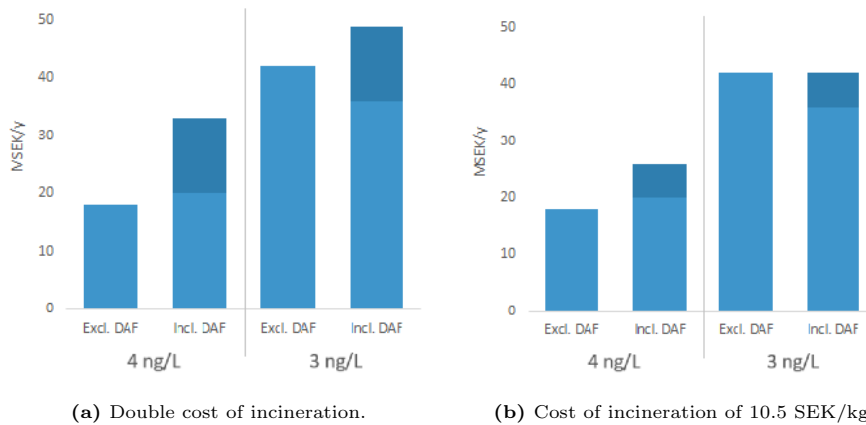 50
40
30
20
10
0
MSEK/y
Excl. DAF Incl. DAF Excl. DAF Incl. DAF
4 ng/L 3 ng/L
(a) Double cost of incineration.
50
40
30
20
10
0
MSEK/y
Excl. DAF Incl. DAF Excl. DAF Incl. DAF
4 ng/L 3 ng/L
(b) Cost of incineration of 10.5 SEK/kg